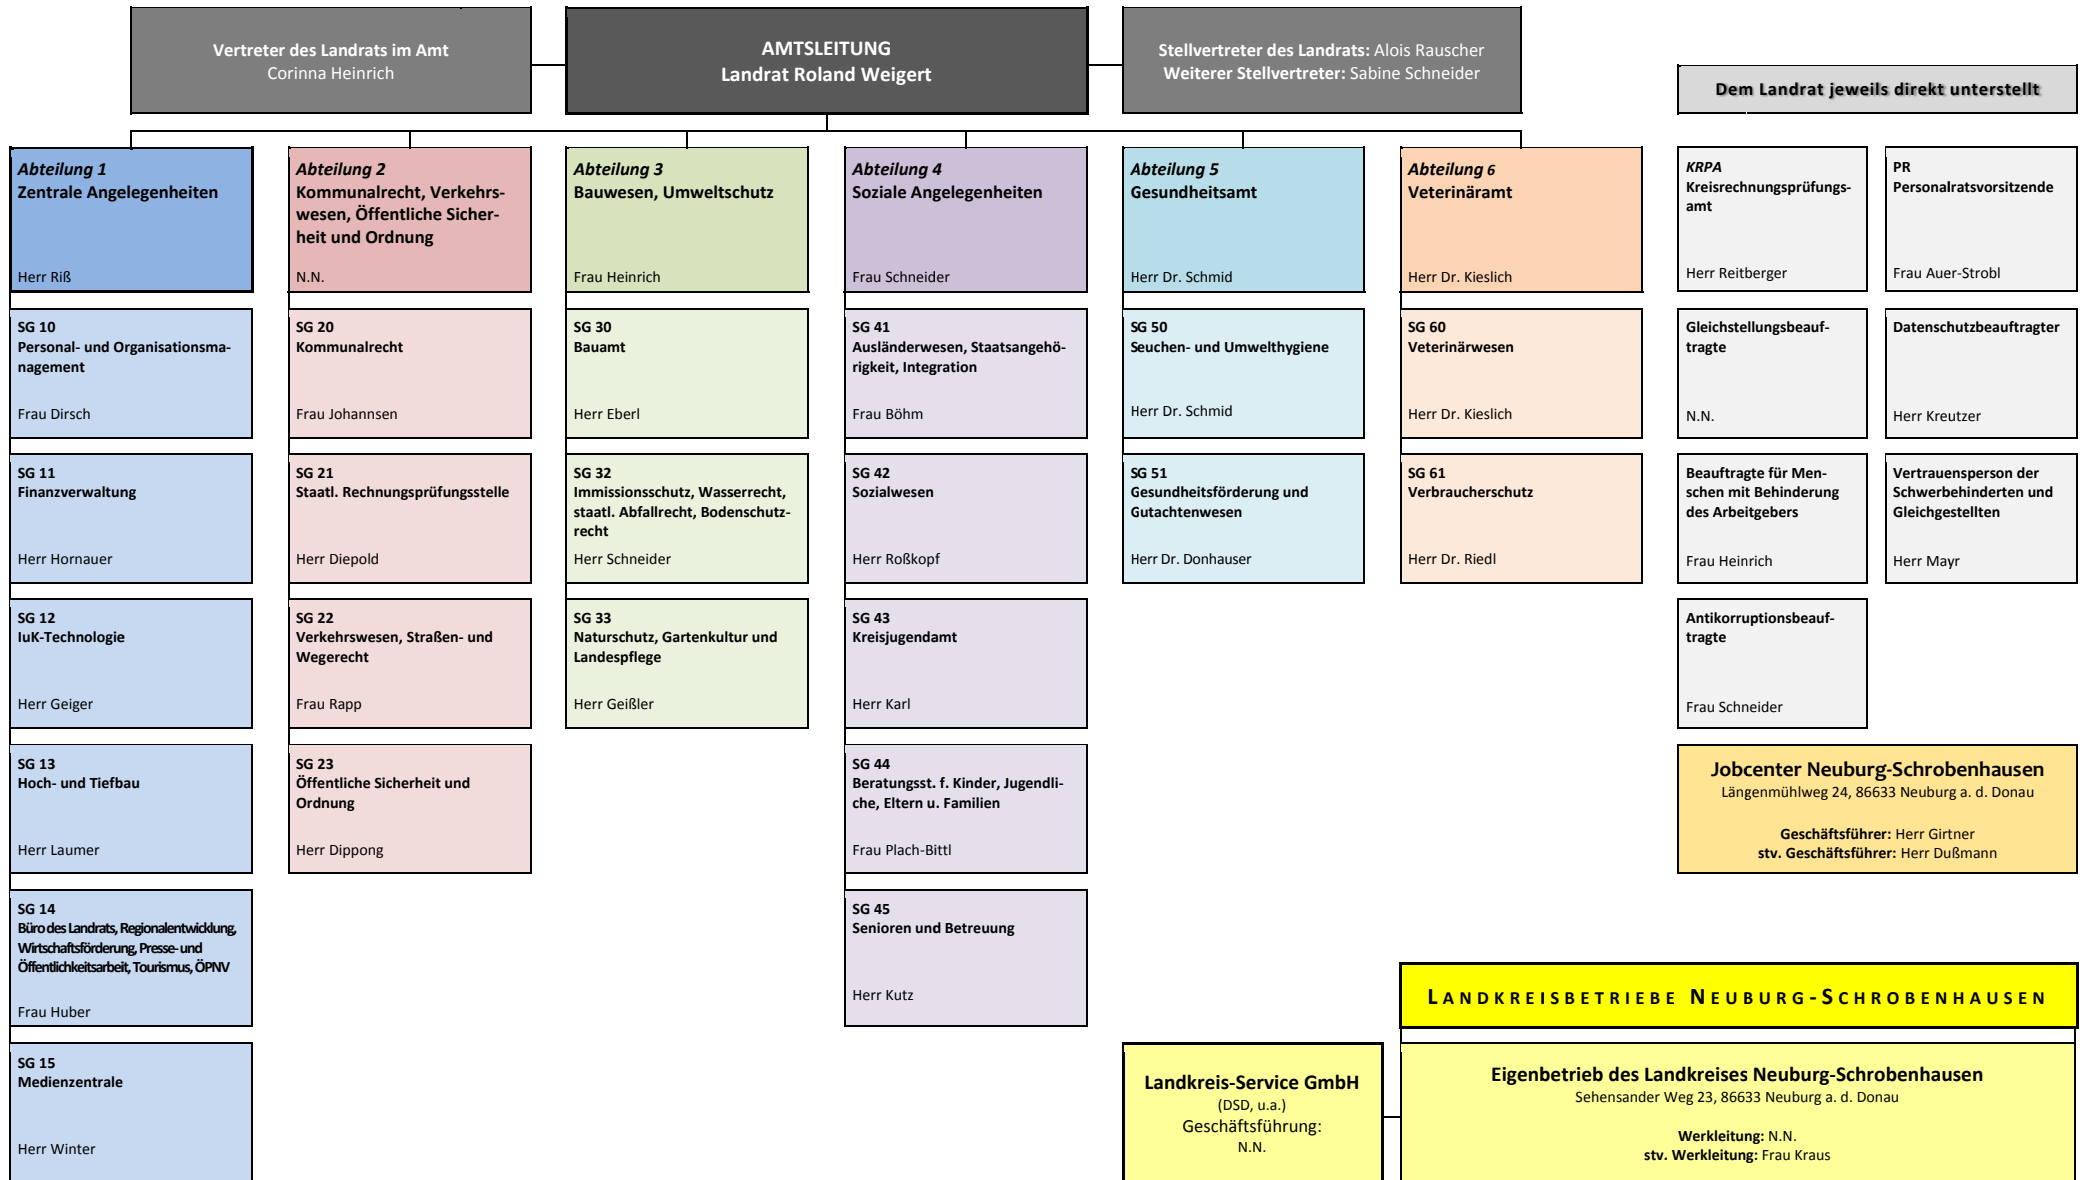 Vertreter des Landrats im Amt
Corinna Heinrich
AMTSLEITUNG
Landrat Roland Weigert
Stellvertreter des Landrats: Alois Rauscher
Weiterer Stellvertreter: Sabine Schneider
Dem Landrat jeweils direkt unterstellt
Abteilung 1
Zentrale Angelegenheiten
Herr Riß
Abteilung 2
Kommunalrecht, Verkehrs-
wesen, Öffentliche Sicher-
heit und Ordnung
N.N.
Abteilung 3
Bauwesen, Umweltschutz
Frau Heinrich
Abteilung 4
Soziale Angelegenheiten
Frau Schneider
Abteilung 5
Gesundheitsamt
Herr Dr. Schmid
Abteilung 6
Veterinäramt
Herr Dr. Kieslich
KRPA
Kreisrechnungsprüfungs-
amt
Herr Reitberger
PR
Personalratsvorsitzende
Frau Auer-Strobl
SG 10
Personal- und Organisationsma-
nagement
Frau Dirsch
SG 20
Kommunalrecht
Frau Johannsen
SG 30
Bauamt
Herr Eberl
SG 41
Ausländerwesen, Staatsangehö-
rigkeit, Integration
Frau Böhm
SG 50
Seuchen- und Umwelthygiene
Herr Dr. Schmid
SG 60
Veterinärwesen
Herr Dr. Kieslich
Gleichstellungsbeauf-
tragte
N.N.
Datenschutzbeauftragter
Herr Kreutzer
SG 11
Finanzverwaltung
Herr Hornauer
SG 21
Staatl. Rechnungsprüfungsstelle
Herr Diepold
SG 32
Immissionsschutz, Wasserrecht,
staatl. Abfallrecht, Bodenschutz-
recht
Herr Schneider
SG 42
Sozialwesen
Herr Roßkopf
SG 51
Gesundheitsförderung und
Gutachtenwesen
Herr Dr. Donhauser
SG 61
Verbraucherschutz
Herr Dr. Riedl
Beauftragte für Men-
schen mit Behinderung
des Arbeitgebers
Frau Heinrich
Vertrauensperson der
Schwerbehinderten und
Gleichgestellten
Herr Mayr
SG 12
IuK-Technologie
Herr Geiger
SG 22
Verkehrswesen, Straßen- und
Wegerecht
Frau Rapp
SG 33
Naturschutz, Gartenkultur und
Landespflege
Herr Geißler
SG 43
Kreisjugendamt
Herr Karl
Antikorruptionsbeauf-
tragte
Frau Schneider
SG 13
Hoch- und Tiefbau
Herr Laumer
SG 23
Öffentliche Sicherheit und
Ordnung
Herr Dippong
SG 44
Beratungsst. f. Kinder, Jugendli-
che, Eltern u. Familien
Frau Plach-Bittl
Jobcenter Neuburg-Schrobenhausen
Längenmühlweg 24, 86633 Neuburg a. d. Donau
Geschäftsführer: Herr Girtner
stv. Geschäftsführer: Herr Dußmann
SG 14
Büro des Landrats, Regionalentwicklung,
Wirtschaftsförderung, Presse- und
Öffentlichkeitsarbeit, Tourismus, ÖPNV
Frau Huber
SG 45
Senioren und Betreuung
Herr Kutz
LANDKREISBETRIEBE NEUBURG-SCHROBENHAUSEN
SG 15
Medienzentrale
Herr Winter
Landkreis-Service GmbH
(DSD, u.a.)
Geschäftsführung:
N.N.
Eigenbetrieb des Landkreises Neuburg-Schrobenhausen
Sehensander Weg 23, 86633 Neuburg a. d. Donau
Werkleitung: N.N.
stv. Werkleitung: Frau Kraus